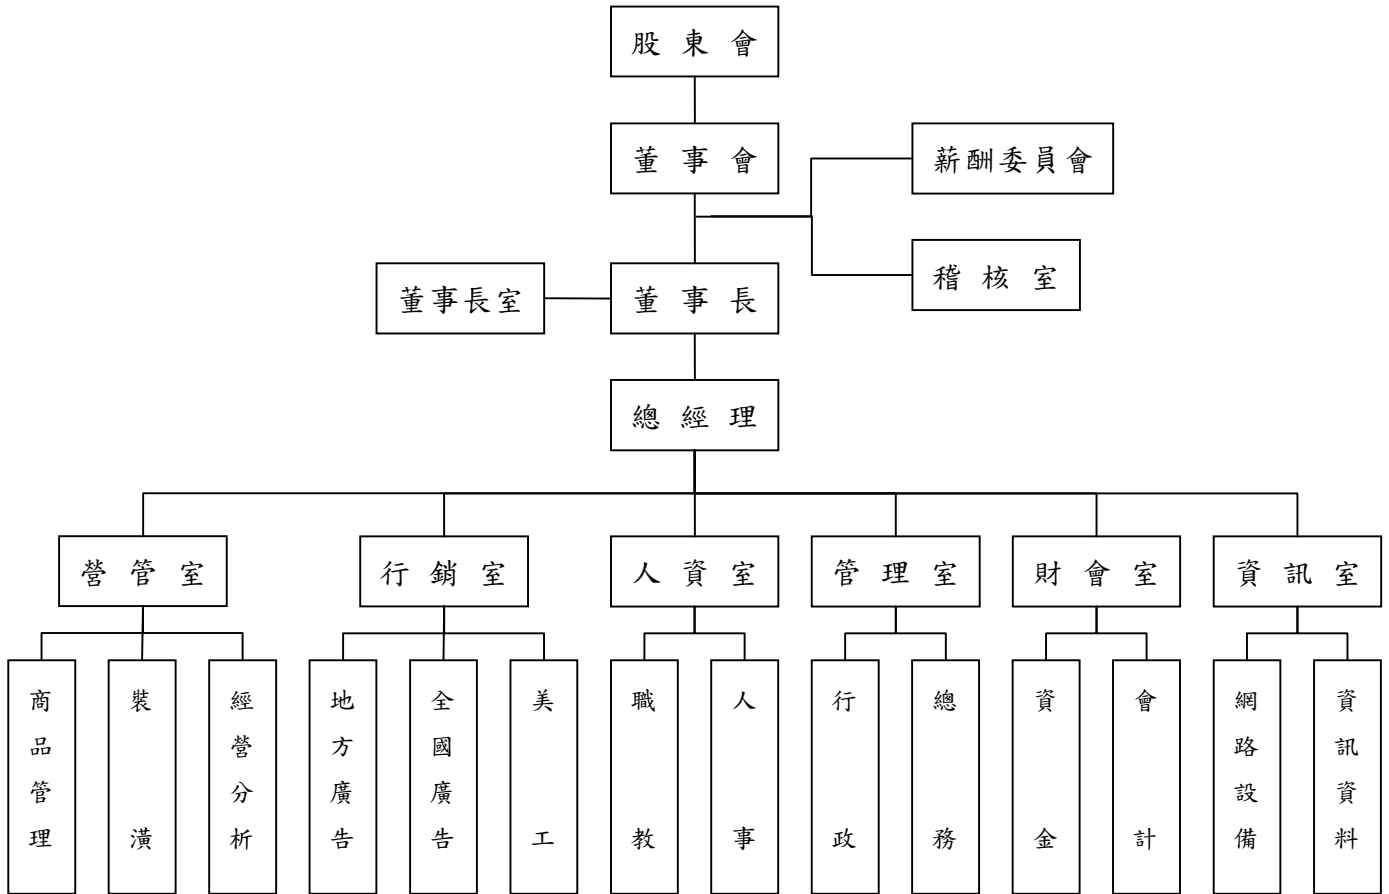 股東會
董事會
薪酬委員會
稽核室
董事長室
董事長
總經理
營管室
行銷室
人資室
管理室
財會室
資訊室
商品管理
裝潢
經營分析
地方廣告
全國廣告
美工
職教
人事
行政
總務
資金
會計
網路設備
資訊資料